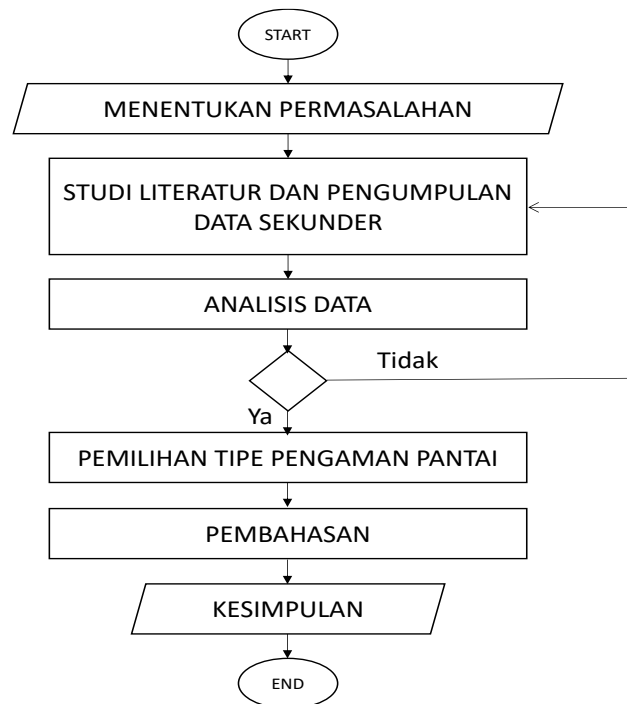 START
MENENTUKAN PERMASALAHAN
STUDI LITERATUR DAN PENGUMPULAN
DATA SEKUNDER
ANALISIS DATA
Tidak
Ya
PEMILIHAN TIPE PENGAMAN PANTAI
PEMBAHASAN
KESIMPULAN
END